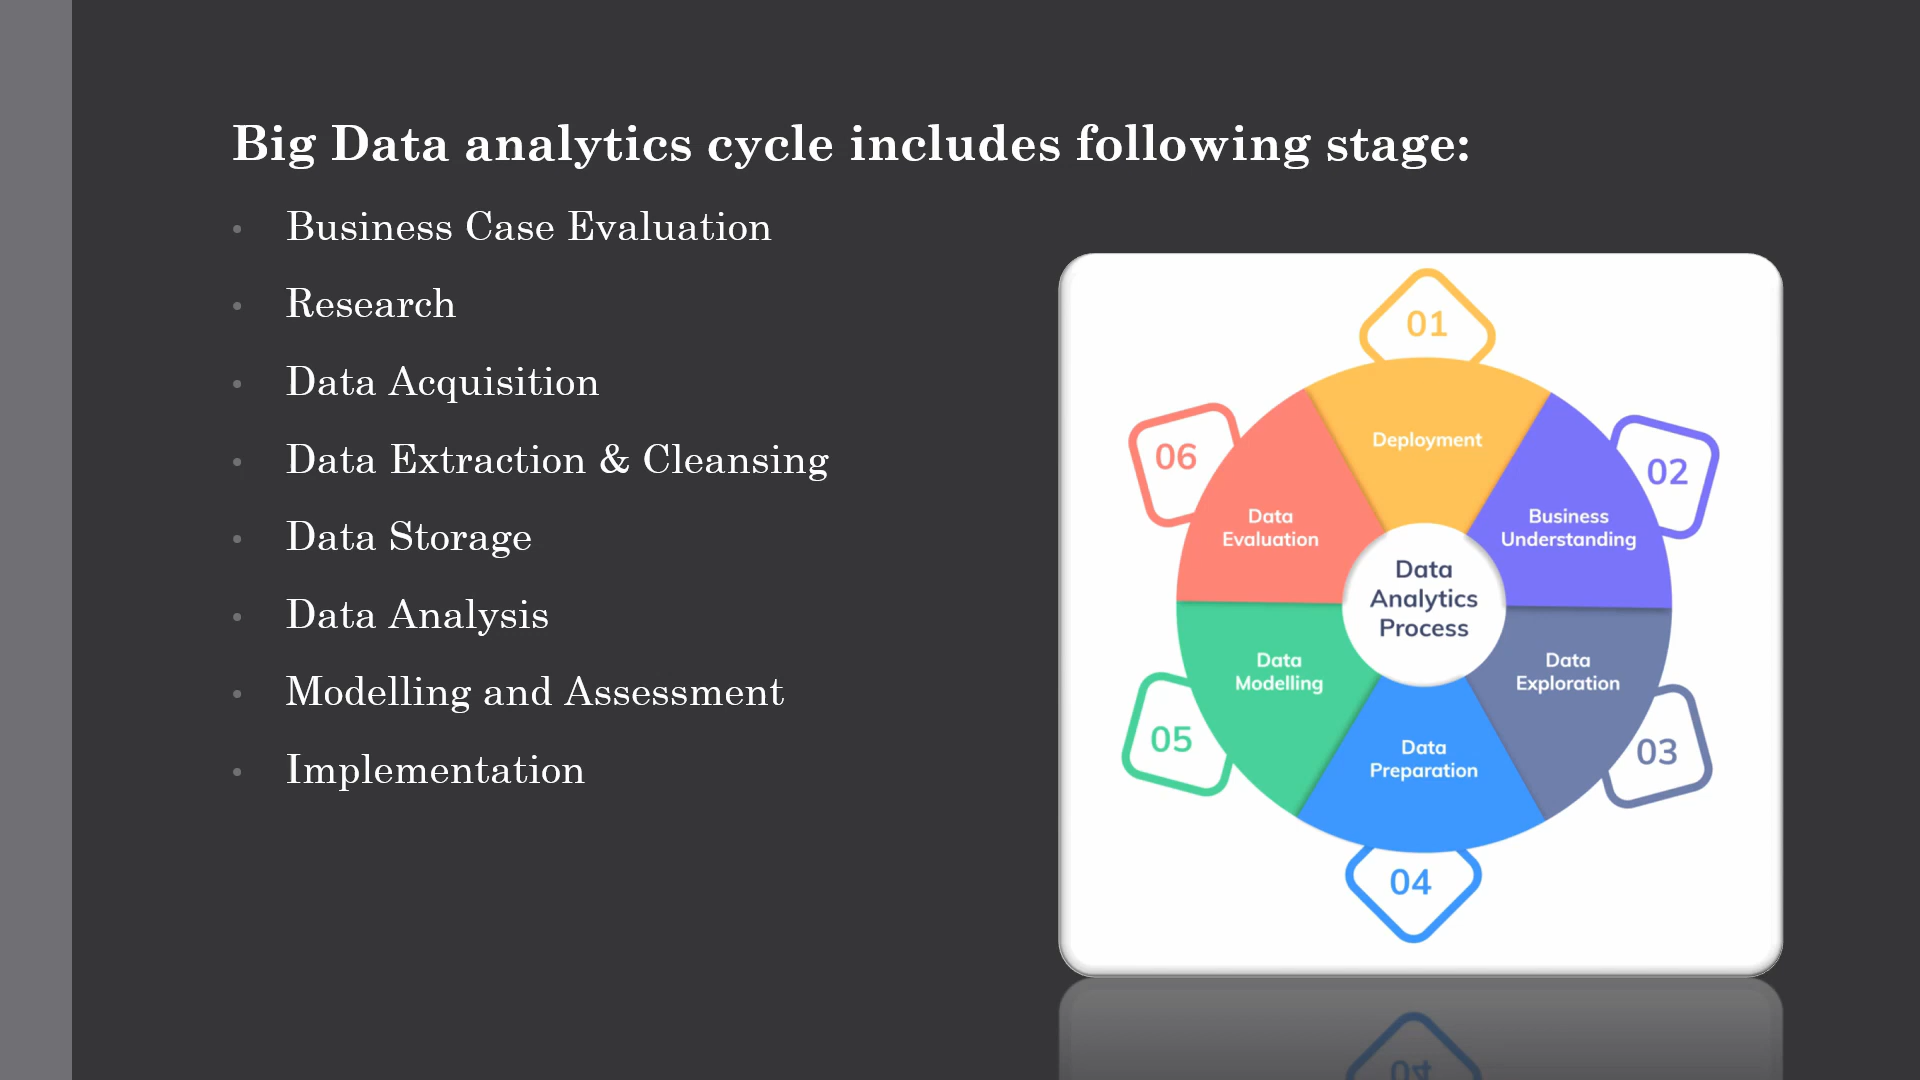 Big Data analytics cycle includes following stage:
• Business Case Evaluation
• Research
• Data Acquisition
• Data Extraction & Cleansing
• Data Storage
• Data Analysis
• Modelling and Assessment
• Implementation
01
Deployment
02
Business
Understanding
03
Data
Exploration
04
Data
Preparation
05
Data
Modelling
06
Data
Evaluation
Data
Analytics
Process
04